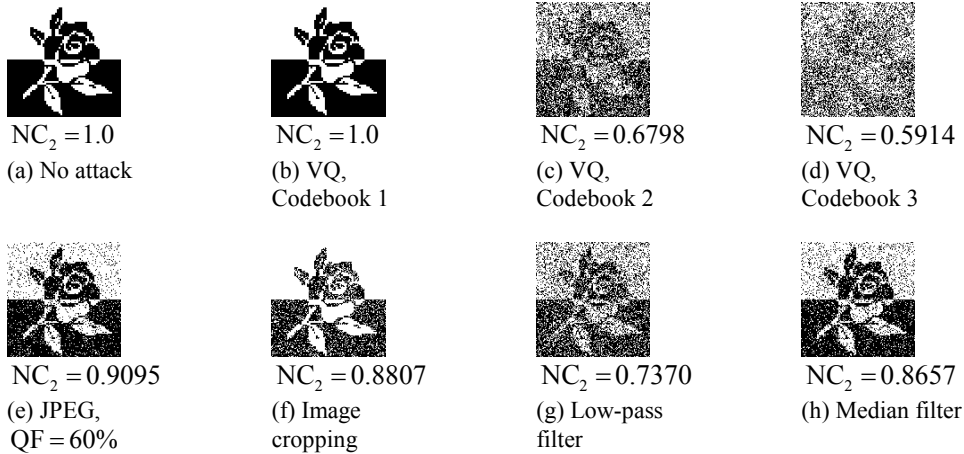 NC₂ = 1.0
(a) No attack
NC₂ = 1.0
(b) VQ,
Codebook 1
NC₂ = 0.6798
(c) VQ,
Codebook 2
NC₂ = 0.5914
(d) VQ,
Codebook 3
NC₂ = 0.9095
(e) JPEG,
QF = 60%
NC₂ = 0.8807
(f) Image
cropping
NC₂ = 0.7370
(g) Low-pass
filter
NC₂ = 0.8657
(h) Median filter